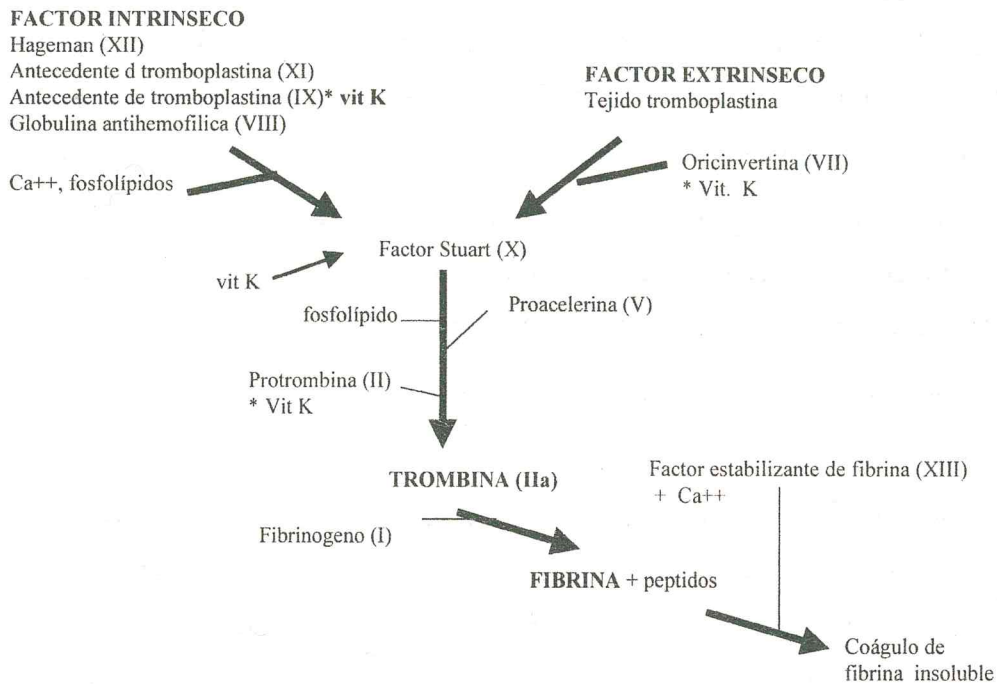 FACTOR INTRINSECO
Hageman (XII)
Antecedente d tromboplastina (XI)
Antecedente de tromboplastina (IX)* vit K
Globulina antihemofilica (VIII)
FACTOR EXTRINSECO
Tejido tromboplastina
Ca++, fosfolípidos
Oricinvertina (VII)
* Vit. K
Factor Stuart (X)
vit K
fosfolípido
Proacelerina (V)
Protrombina (II)
* Vit K
TROMBINA (IIa)
Factor estabilizante de fibrina (XIII)
+ Ca++
Fibrinogeno (I)
FIBRINA + peptidos
Coágulo de
fibrina insoluble